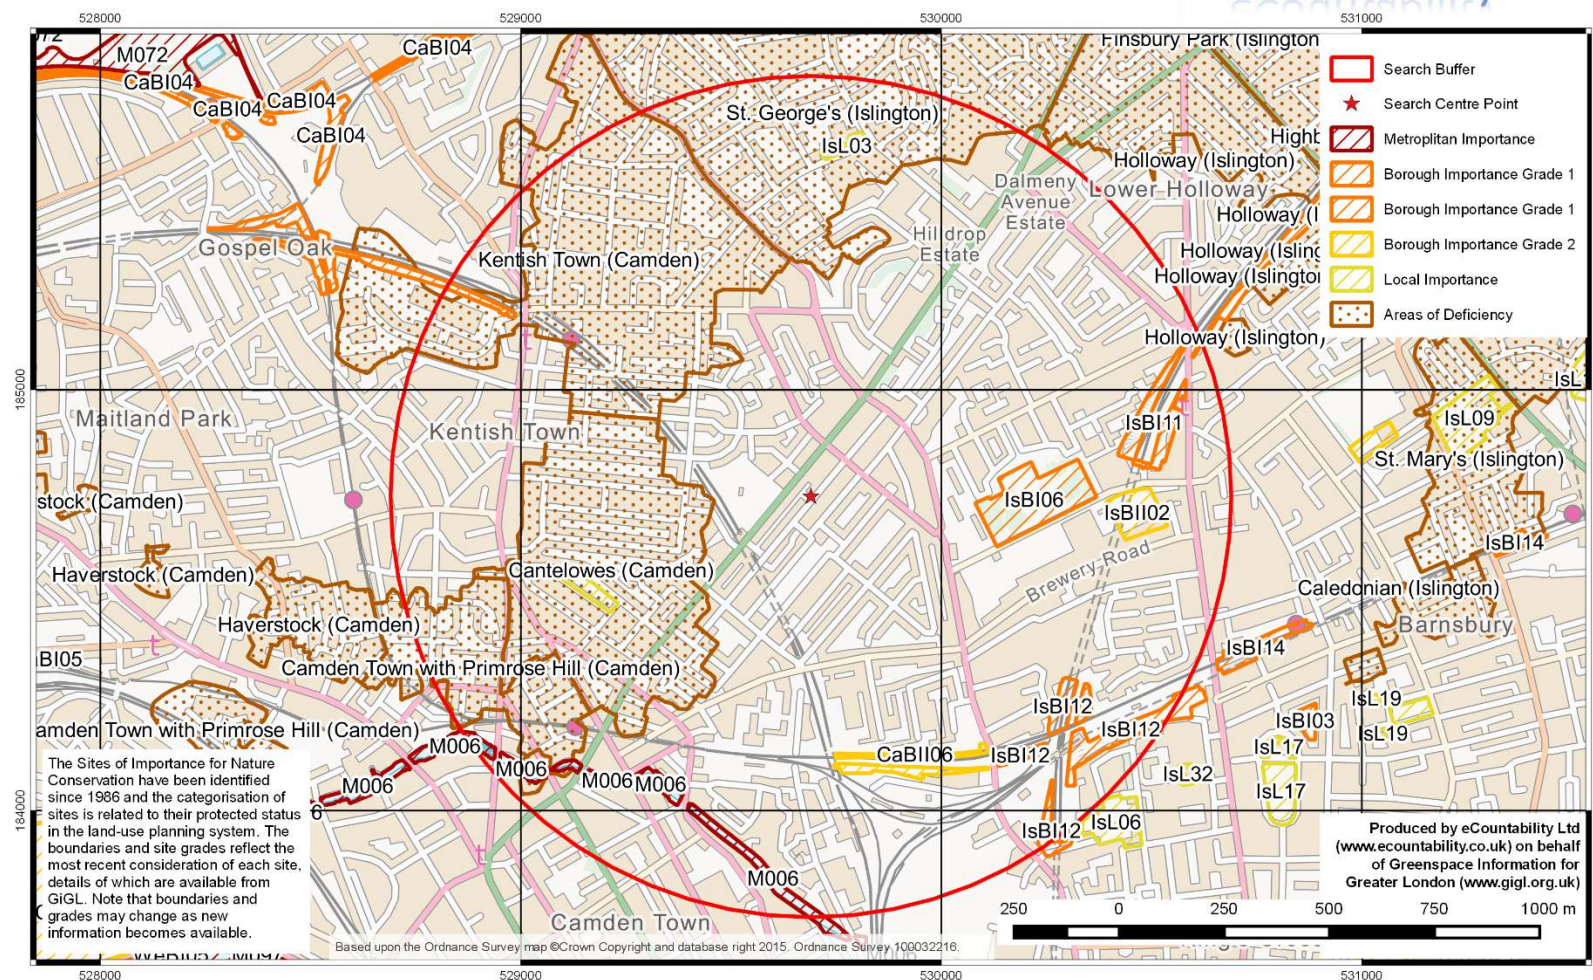 528000
529000
530000
531000
M072
CaBI04
Finsbury Park (Islington
CaBI04
CaBI04
CaBI04
CaBI04
St. George's (Islington)
IsL03
Holloway (Islington)
Dalmeny
Avenue
Estate
Lower Holloway
Holloway (I
Hilldrop
Estate
Gospel Oak
Kentish Town (Camden)
Holloway (Isling
Holloway (Islington
Holloway (Islington)
Search Buffer
Search Centre Point
Metroplitan Importance
Borough Importance Grade 1
Borough Importance Grade 1
Borough Importance Grade 2
Local Importance
Areas of Deficiency
185000
Maitland Park
Kentish Town
IsBI11
IsL09
St. Mary's (Islington)
stock (Camden)
IsBI06
IsBII02
IsBI14
Haverstock (Camden)
Cantelowes (Camden)
Brewery Road
Caledonian (Islington)
Haverstock (Camden)
Barnsbury
IsBI14
Camden Town with Primrose Hill (Camden)
IsBI12
IsL19
IsBI03
IsL19
amden Town with Primrose Hill (Camden)
M006
IsBI12
IsL17
CaBII06
IsBI12
M006
M006
M006
M006
IsL32
IsL17
184000
IsBI12
IsL06
M006
Camden Town
The Sites of Importance for Nature
Conservation have been identified
since 1986 and the categorisation of
sites is related to their protected status
in the land-use planning system. The
boundaries and site grades reflect the
most recent consideration of each site,
details of which are available from
GiGL. Note that boundaries and
grades may change as new
information becomes available.
Produced by eCountability Ltd
(www.ecountability.co.uk) on behalf
of Greenspace Information for
Greater London (www.gigl.org.uk)
250 0 250 500 750 1000 m
Based upon the Ordnance Survey map ©Crown Copyright and database right 2015. Ordnance Survey 100032216.
528000
529000
530000
531000